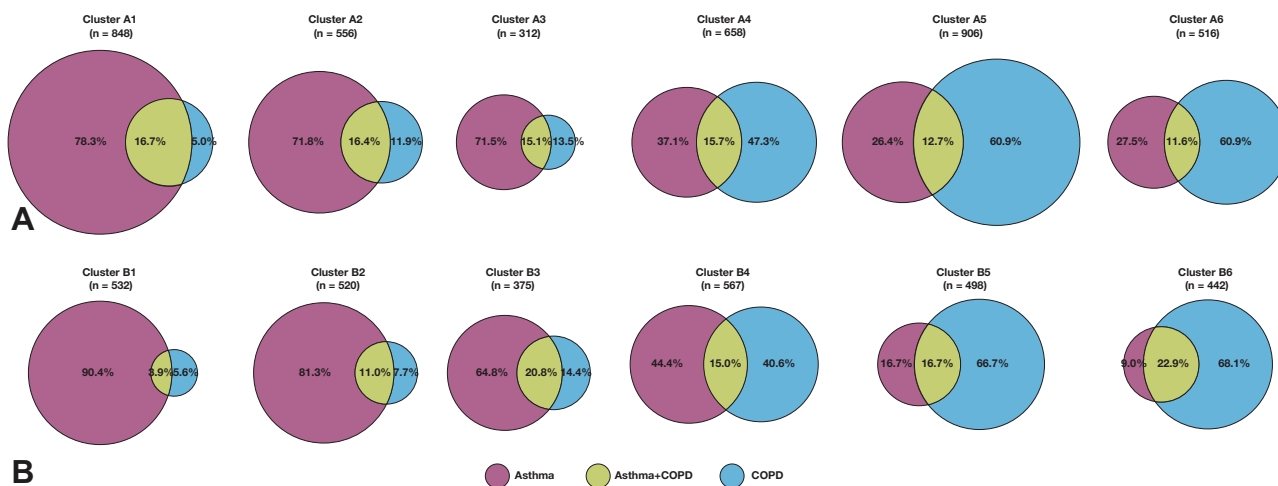 Cluster A1 Cluster A2 Cluster A3 Cluster A4 Cluster A5 Cluster A6
(n = 848) (n = 556) (n = 312) (n = 658) (n = 906) (n = 516)
78.3% 16.7% 5.0% 71.8% 16.4% 11.9% 71.5% 15.1% 13.5% 37.1% 15.7% 47.3% 26.4% 12.7% 60.9% 27.5% 11.6% 60.9%
A
Cluster B1 Cluster B2 Cluster B3 Cluster B4 Cluster B5 Cluster B6
(n = 532) (n = 520) (n = 375) (n = 567) (n = 498) (n = 442)
90.4% 3.9% 5.6% 81.3% 11.0% 7.7% 64.8% 20.8% 14.4% 44.4% 15.0% 40.6% 16.7% 16.7% 66.7% 9.0% 22.9% 68.1%
B
Asthma Asthma+COPD COPD